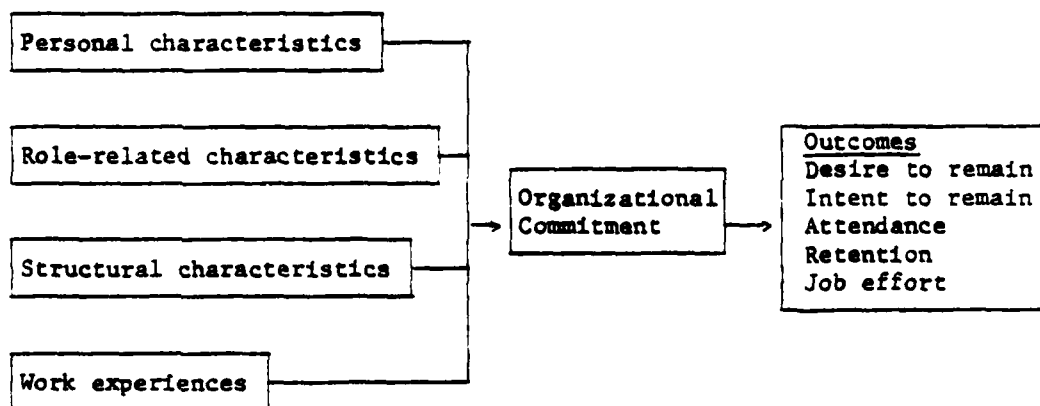 Personal characteristics
Role-related characteristics
Structural characteristics
Work experiences
Organizational
Commitment
Outcomes
Desire to remain
Intent to remain
Attendance
Retention
Job effort